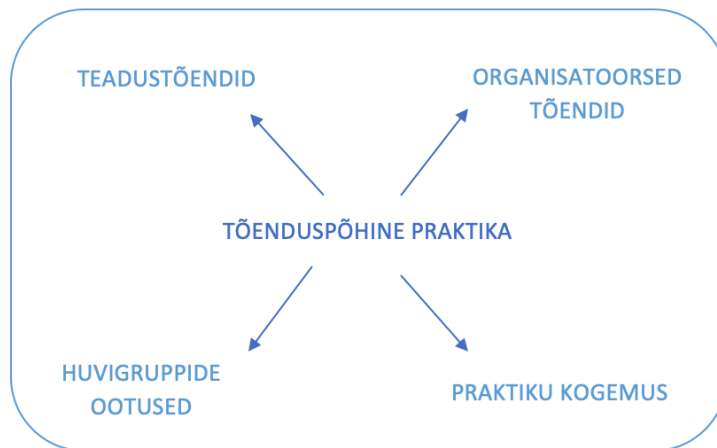 TEADUSTÕENDID
ORGANISATOORSED
TÕENDID
TÕENDUSPÕHINE PRAKTIKA
HUVIGRUPPIDE
OOTUSED
PRAKTIKU KOGEMUS